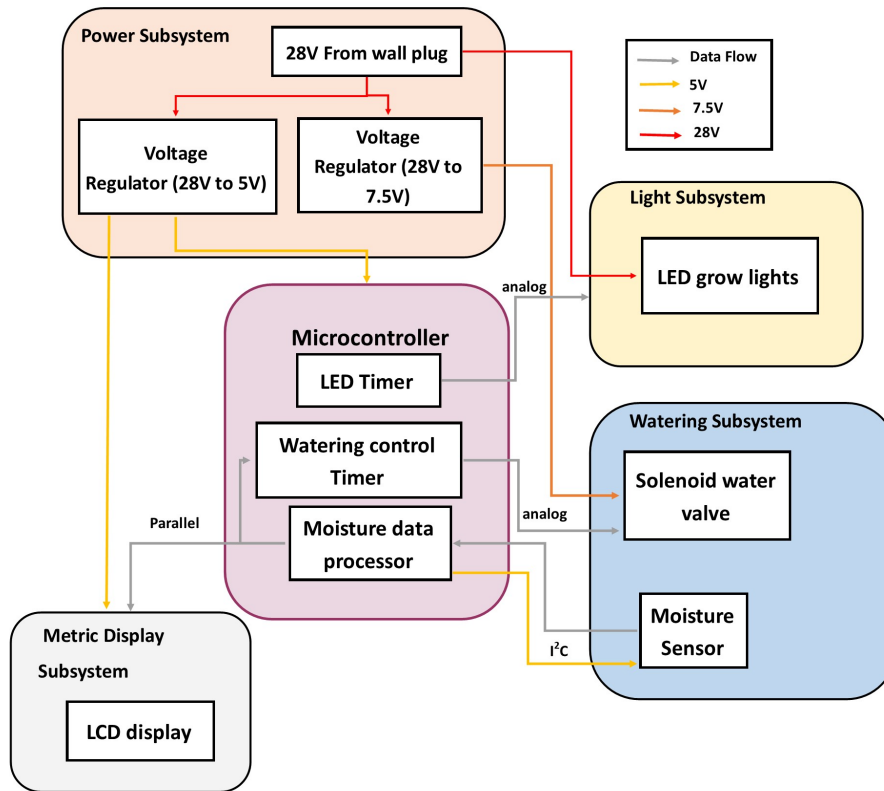 Power Subsystem
28V From wall plug
Voltage
Regulator (28V to 5V)
Voltage
Regulator (28V to
7.5V)
Data Flow
5V
7.5V
28V
Light Subsystem
LED grow lights
analog
Microcontroller
LED Timer
Watering control
Timer
Moisture data
processor
Parallel
analog
I²C
Watering Subsystem
Solenoid water
valve
Moisture
Sensor
Metric Display
Subsystem
LCD display